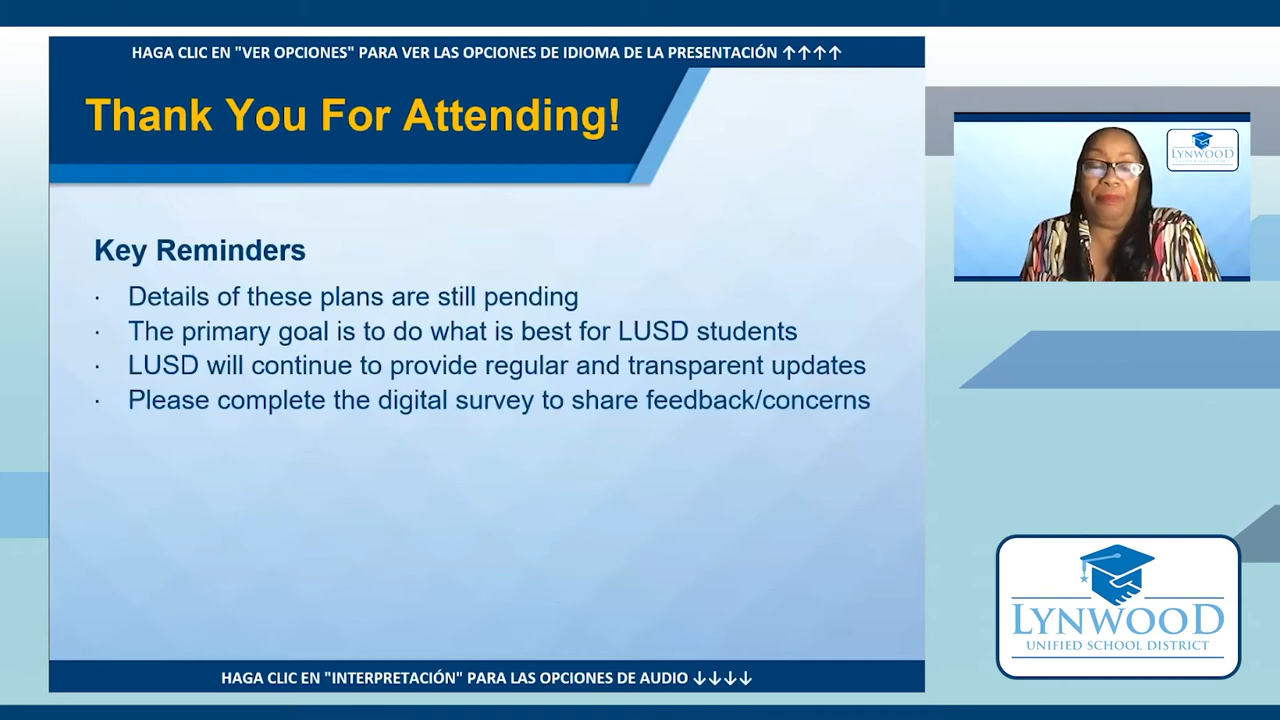 HAGA CLIC EN "VER OPCIONES" PARA VER LAS OPCIONES DE IDIOMA DE LA PRESENTACIÓN ↑↑↑↑
Thank You For Attending!
LYNWOOD
Key Reminders
· Details of these plans are still pending
· The primary goal is to do what is best for LUSD students
· LUSD will continue to provide regular and transparent updates
· Please complete the digital survey to share feedback/concerns
LYNWOOD
UNIFIED SCHOOL DISTRICT
HAGA CLIC EN "INTERPRETACIÓN" PARA LAS OPCIONES DE AUDIO ↓↓↓↓